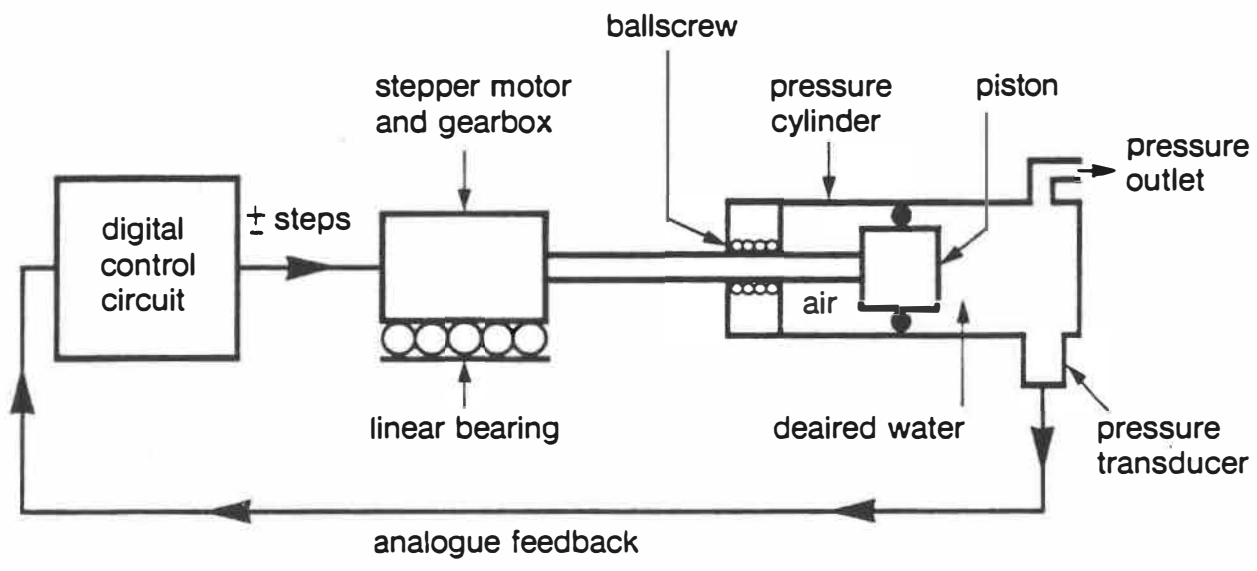 ballscrew
stepper motor
and gearbox
pressure
cylinder
piston
pressure
outlet
digital
control
circuit
± steps
air
linear bearing
deaired water
pressure
transducer
analogue feedback